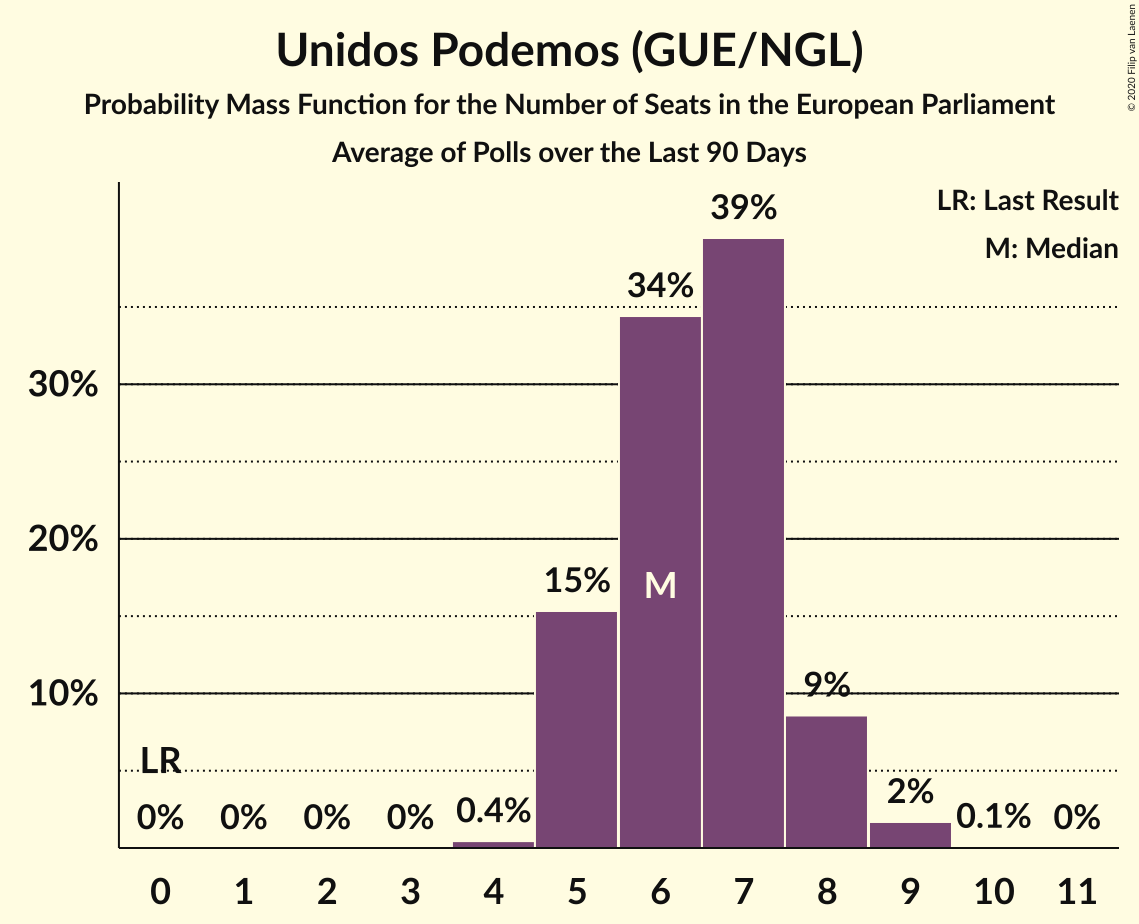 Unidos Podemos (GUE/NGL)
Probability Mass Function for the Number of Seats in the European Parliament
Average of Polls over the Last 90 Days
© 2020 Filip van Laenen
LR: Last Result
M: Median
39%
34%
30%
20%
15%
M
10%
9%
LR
2%
0%
0%
0%
0%
0.4%
0.1%
0%
0 1 2 3 4 5 6 7 8 9 10 11